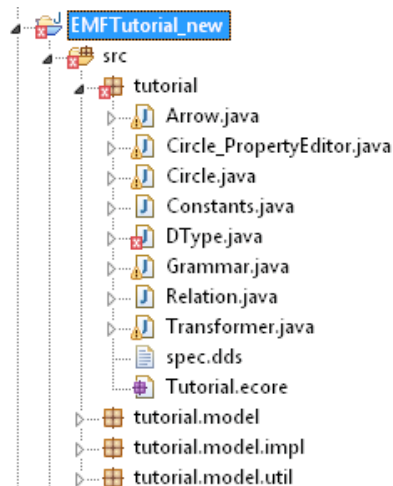 EMFTutorial_new
src
tutorial
Arrow.java
Circle_PropertyEditor.java
Circle.java
Constants.java
DType.java
Grammar.java
Relation.java
Transformer.java
spec.dds
Tutorial.ecore
tutorial.model
tutorial.model.impl
tutorial.model.util